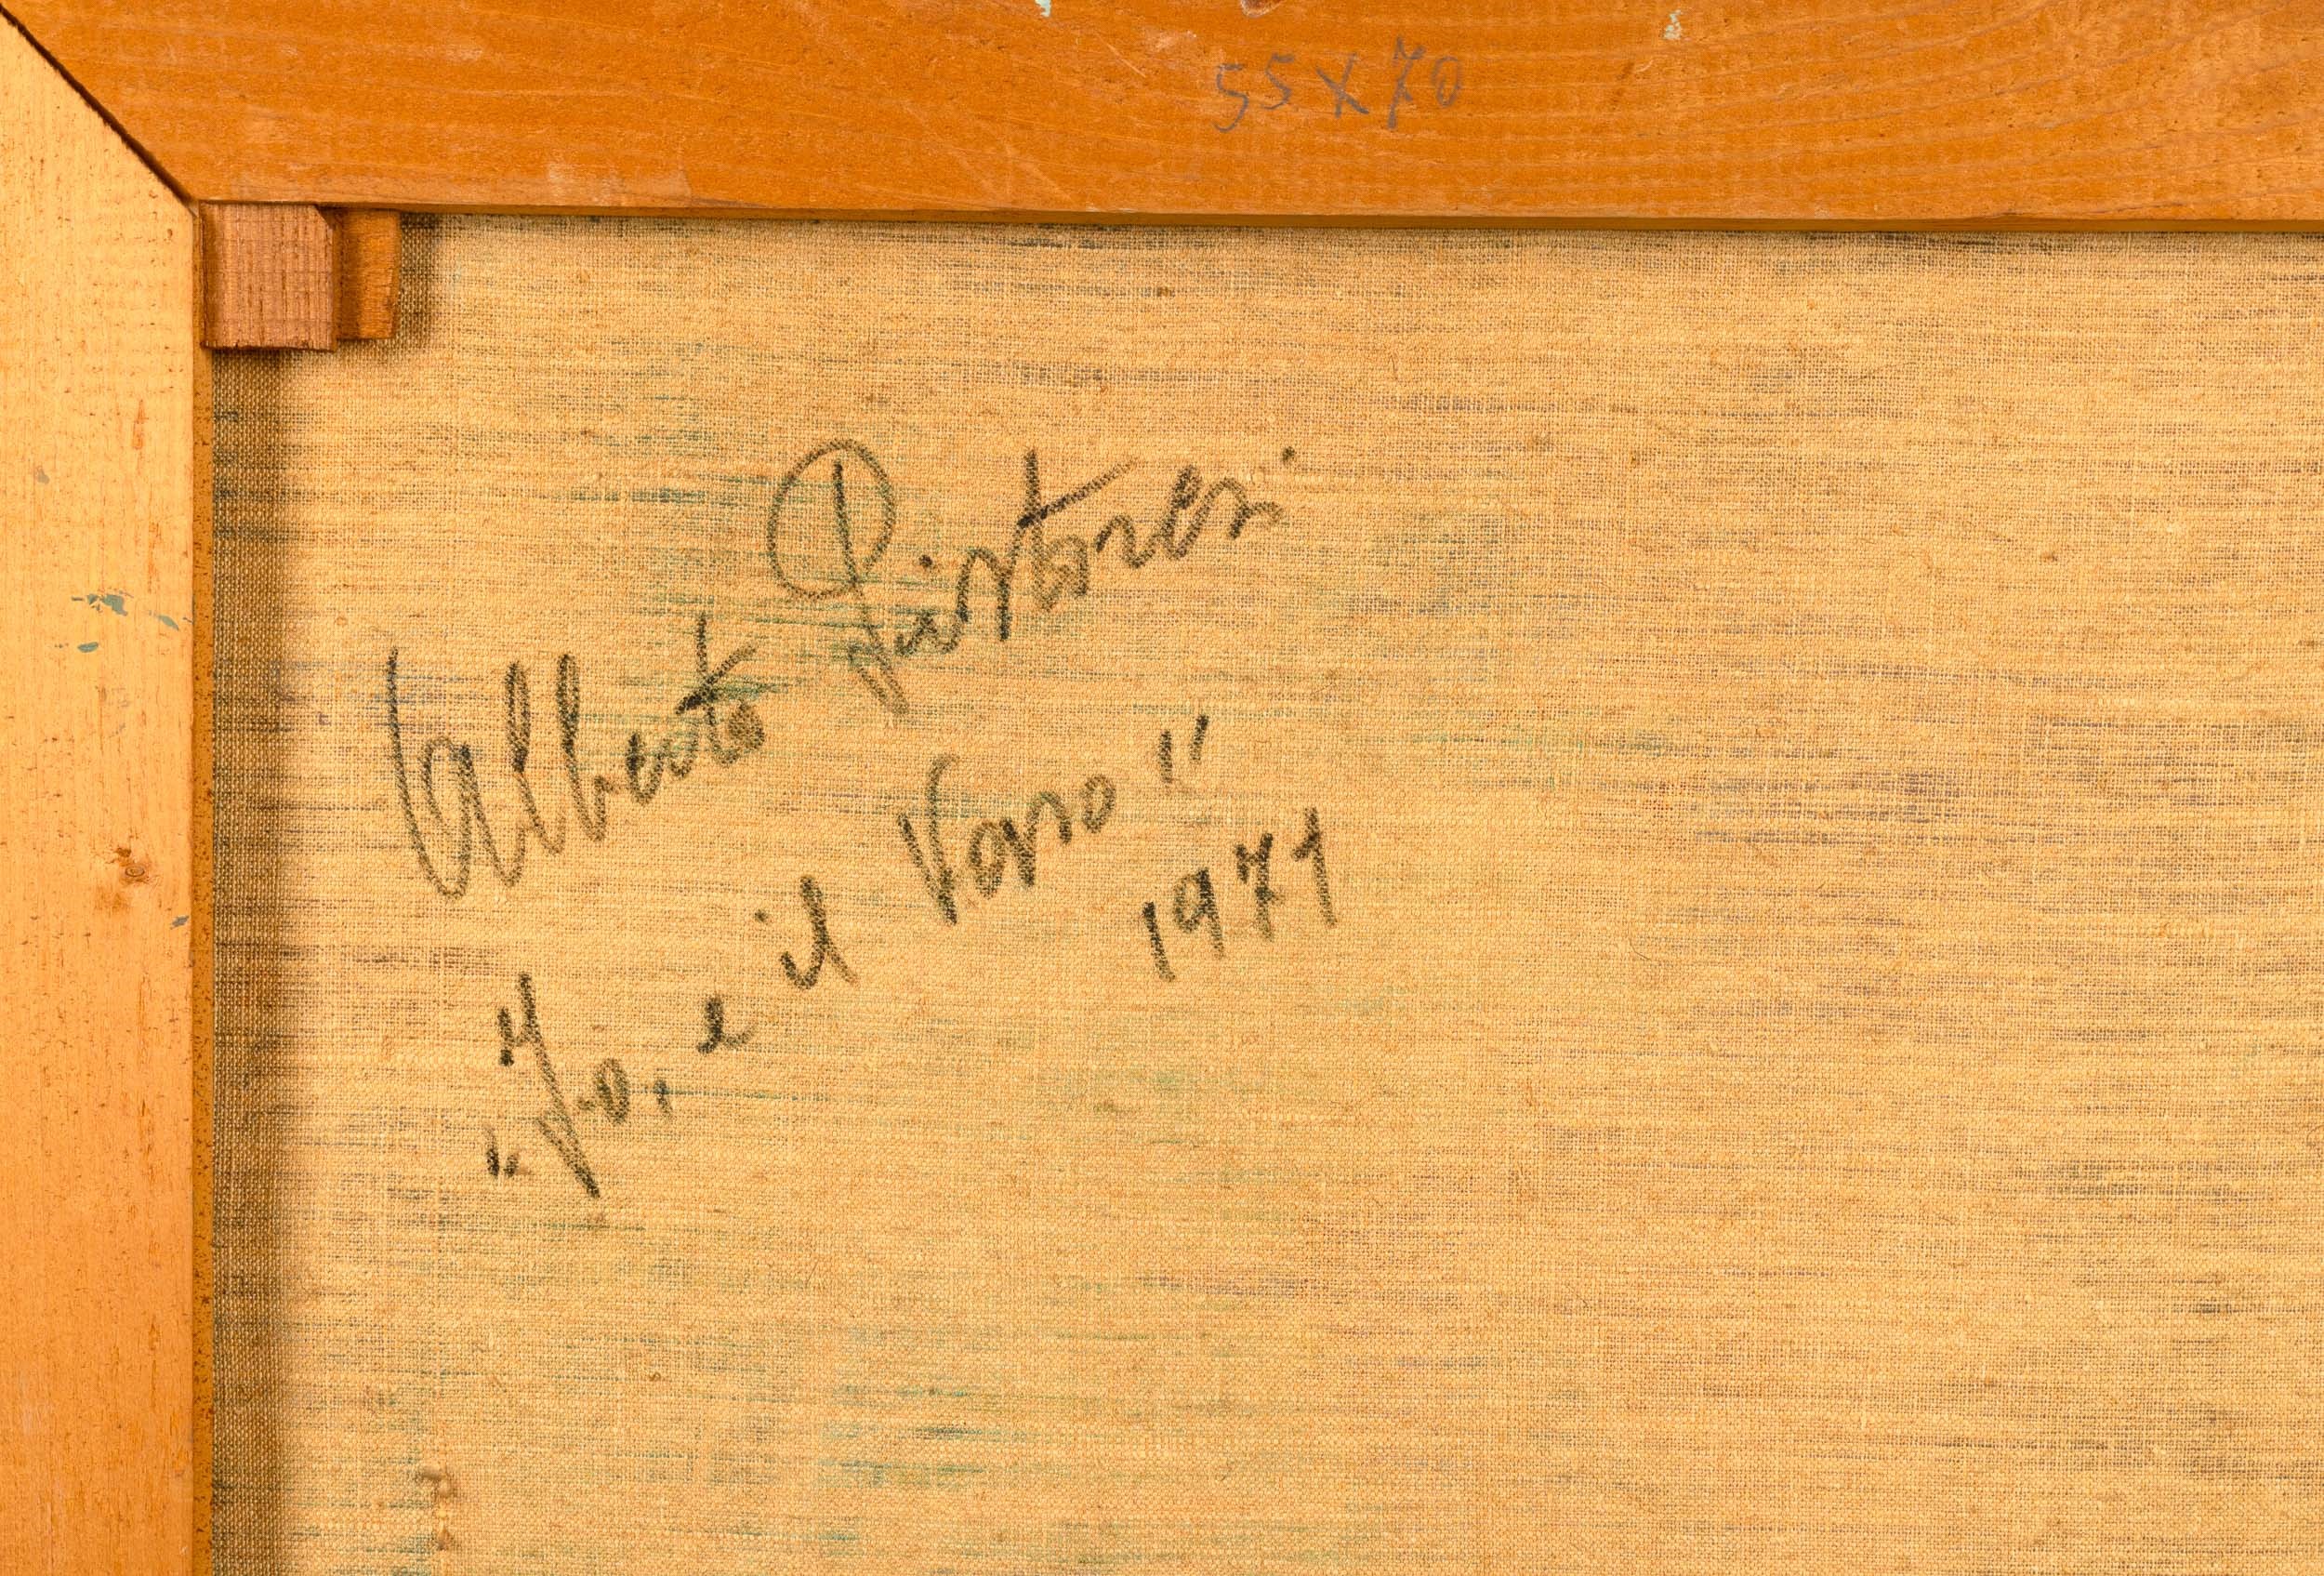 55 X 70
Alberto Pistoresi
"Io, e il Vaso"
1971